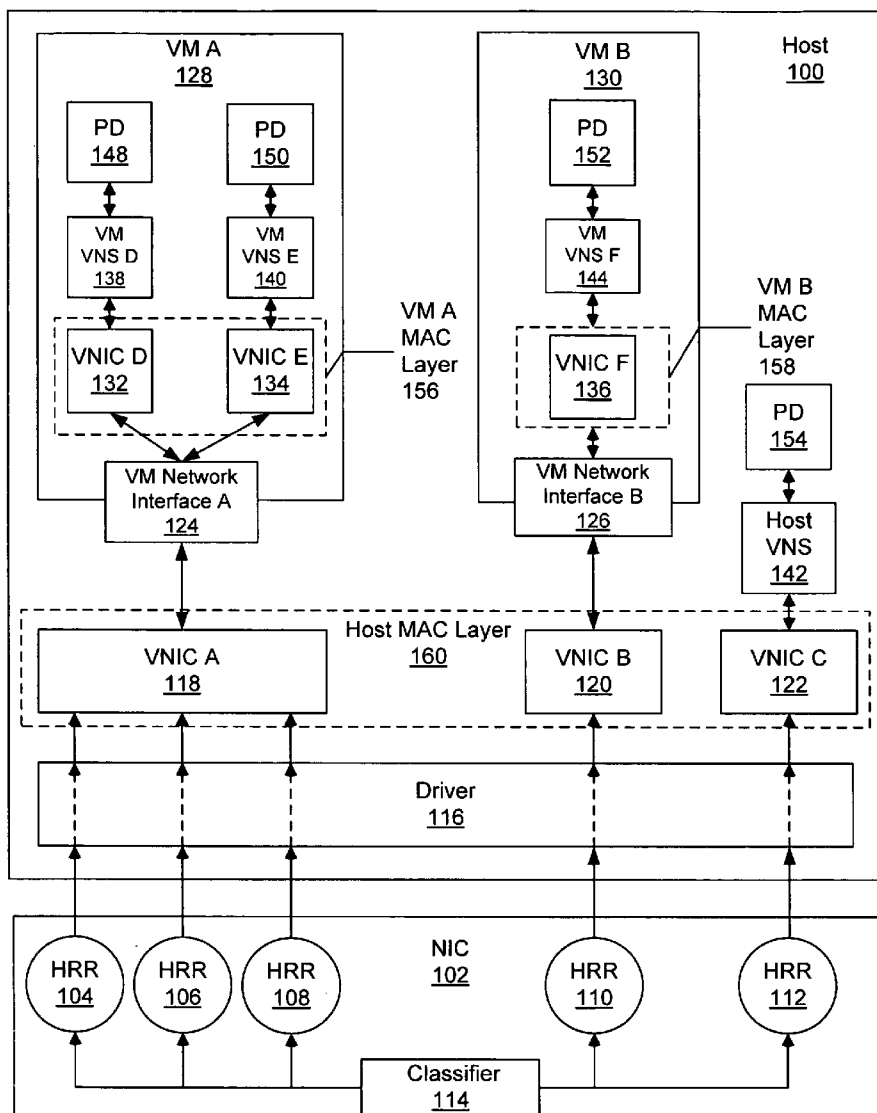 VM A
128
PD
148
PD
150
VM
VNS D
138
VM
VNS E
140
VNIC D
132
VNIC E
134
VM A
MAC
Layer
156
VM Network
Interface A
124
VM B
130
PD
152
VM
VNS F
144
VNIC F
136
VM B
MAC
Layer
158
VM Network
Interface B
126
Host
100
PD
154
Host
VNS
142
Host MAC Layer
160
VNIC A
118
VNIC B
120
VNIC C
122
Driver
116
NIC
102
HRR
104
HRR
106
HRR
108
HRR
110
HRR
112
Classifier
114